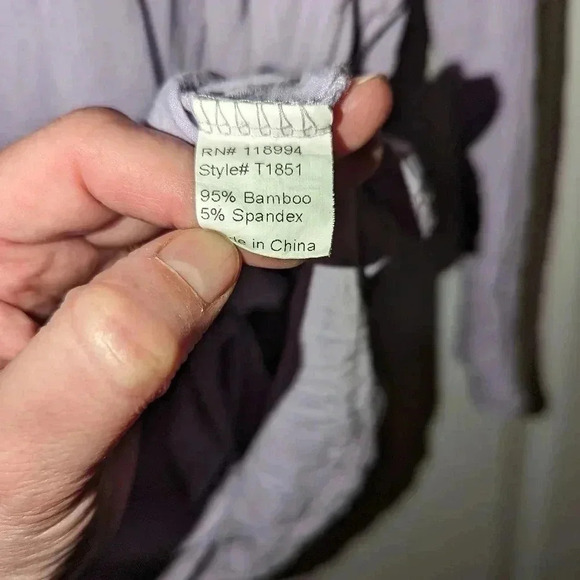 RN# 118994
Style# T1851
95% Bamboo
5% Spandex
in China